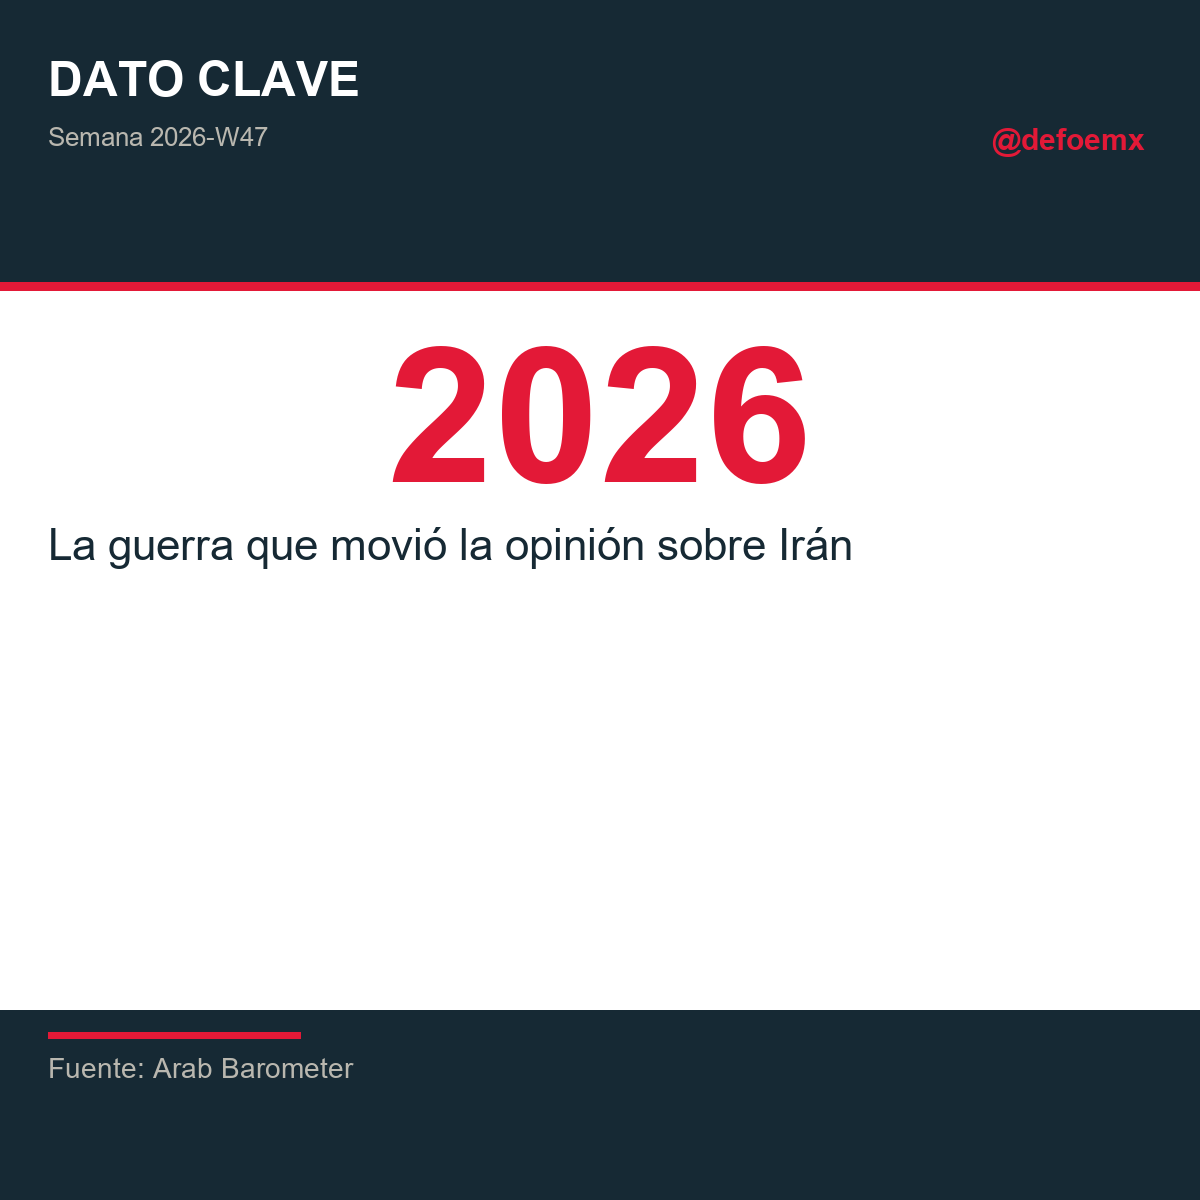 DATO CLAVE
Semana 2026-W47
@defoemx
2026
La guerra que movió la opinión sobre Irán
Fuente: Arab Barometer